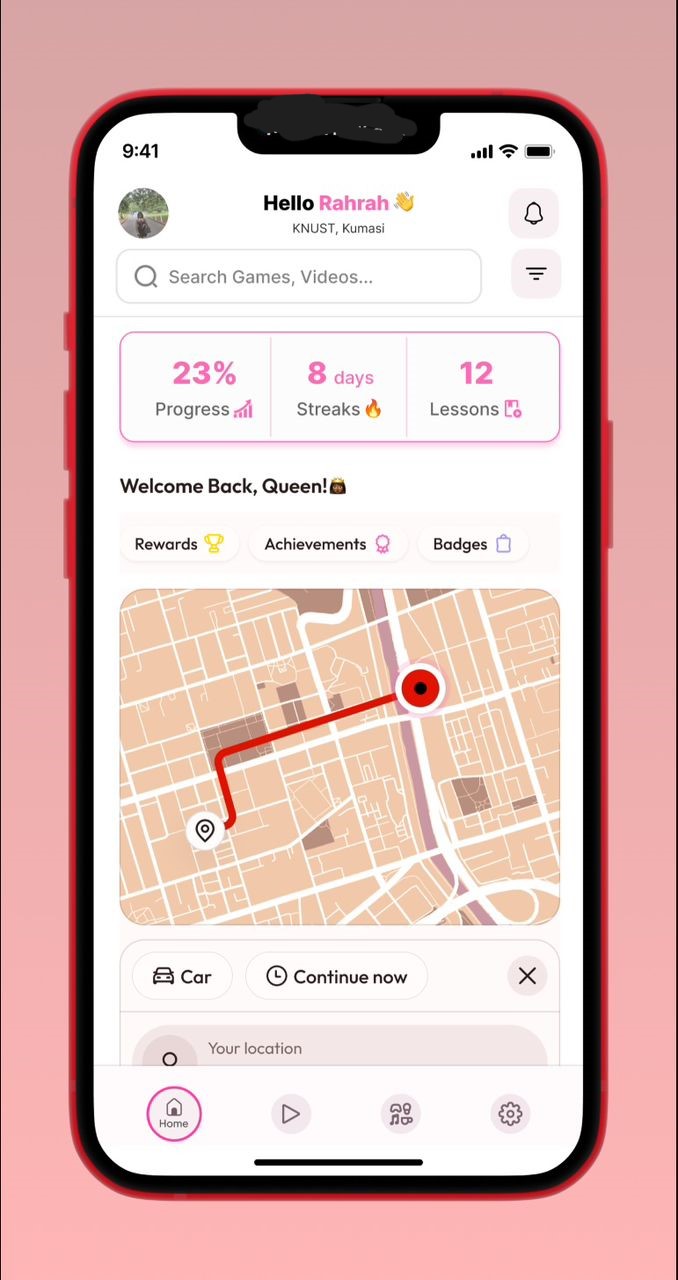 9:41
Hello Rahrah 👋
KNUST, Kumasi
Search Games, Videos...
23% 8 days 12
Progress Streaks 🔥 Lessons
Welcome Back, Queen!👸🏾
Rewards Achievements Badges
Car Continue now
Your location
Home